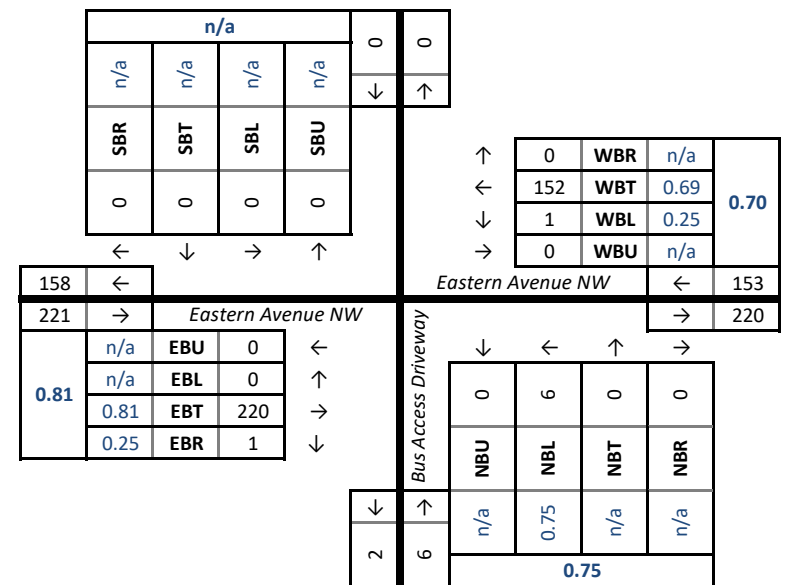 n/a
0 0
n/a n/a n/a n/a
↓ ↑
SBR SBT SBL SBU
0 0 0 0
← ↓ → ↑
↑ 0 WBR n/a
← 152 WBT 0.69
0.70
↓ 1 WBL 0.25
→ 0 WBU n/a
158 ←
Eastern Avenue NW ← 153
221 → Eastern Avenue NW
→ 220
0.81
n/a EBU 0 ←
n/a EBL 0 ↑
0.81 EBT 220 →
0.25 EBR 1 ↓
Bus Access Driveway
↓ ← ↑ →
0 6 0 0
NBU NBL NBT NBR
↓ ↑
n/a 0.75 n/a n/a
2 6
0.75